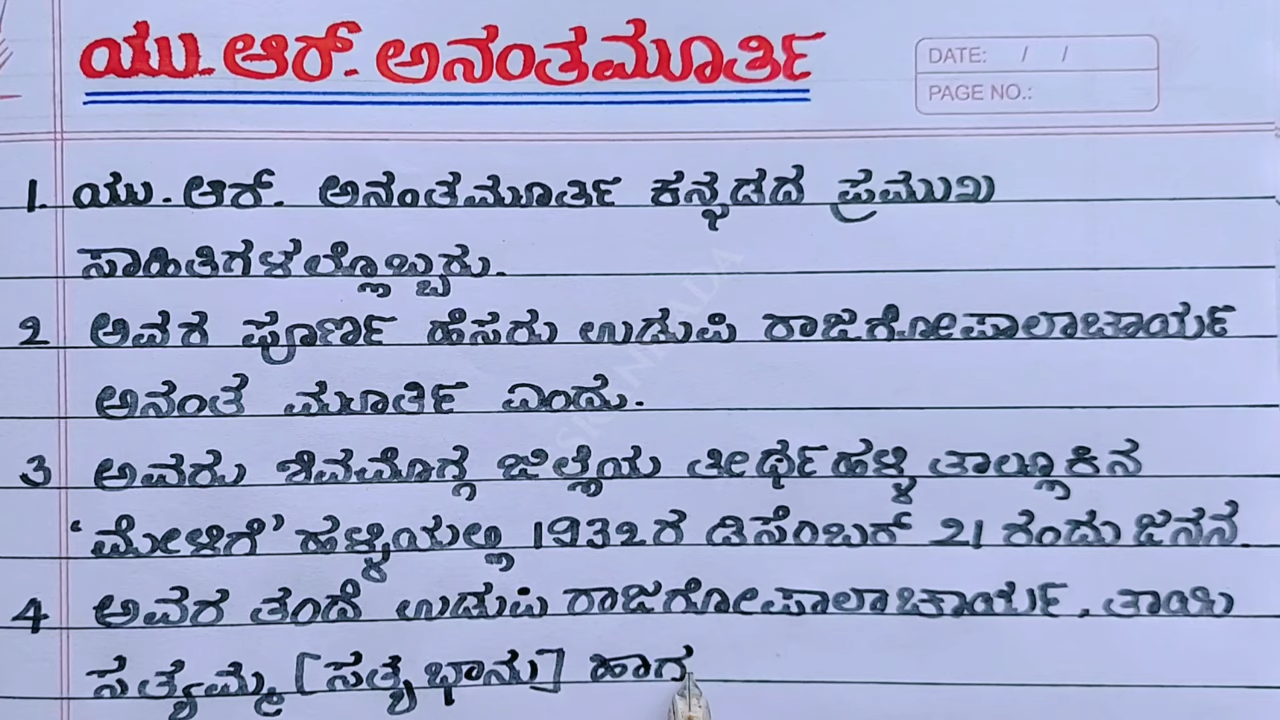 ಯು. ಆರ್. ಅನಂತಮೂರ್ತಿ
DATE: / /
PAGE NO.:
1. ಯು. ಆರ್. ಅನಂತಮೂರ್ತಿ ಕನ್ನಡದ ಪ್ರಮುಖ
ಸಾಹಿತಿಗಳಲ್ಲೊಬ್ಬರು.
2 ಅವರ ಪೂರ್ಣ ಹೆಸರು ಉಡುಪಿ ರಾಜಗೋಪಾಲಾಚಾರ್ಯ
ಅನಂತ ಮೂರ್ತಿ ಎಂದು.
3 ಅವರು ಶಿವಮೊಗ್ಗ ಜಿಲ್ಲೆಯ ತೀರ್ಥಹಳ್ಳಿ ತಾಲ್ಲೂಕಿನ
'ಮೇಳಿಗೆ' ಹಳ್ಳಿಯಲ್ಲಿ 1932ರ ಡಿಸೆಂಬರ್ 21 ರಂದು ಜನನ.
4 ಅವರ ತಂದೆ ಉಡುಪಿ ರಾಜಗೋಪಾಲಾಚಾರ್ಯ, ತಾಯಿ
ಸತ್ಯಮ್ಮ [ಸತ್ಯಭಾಮ] ಹಾಗ